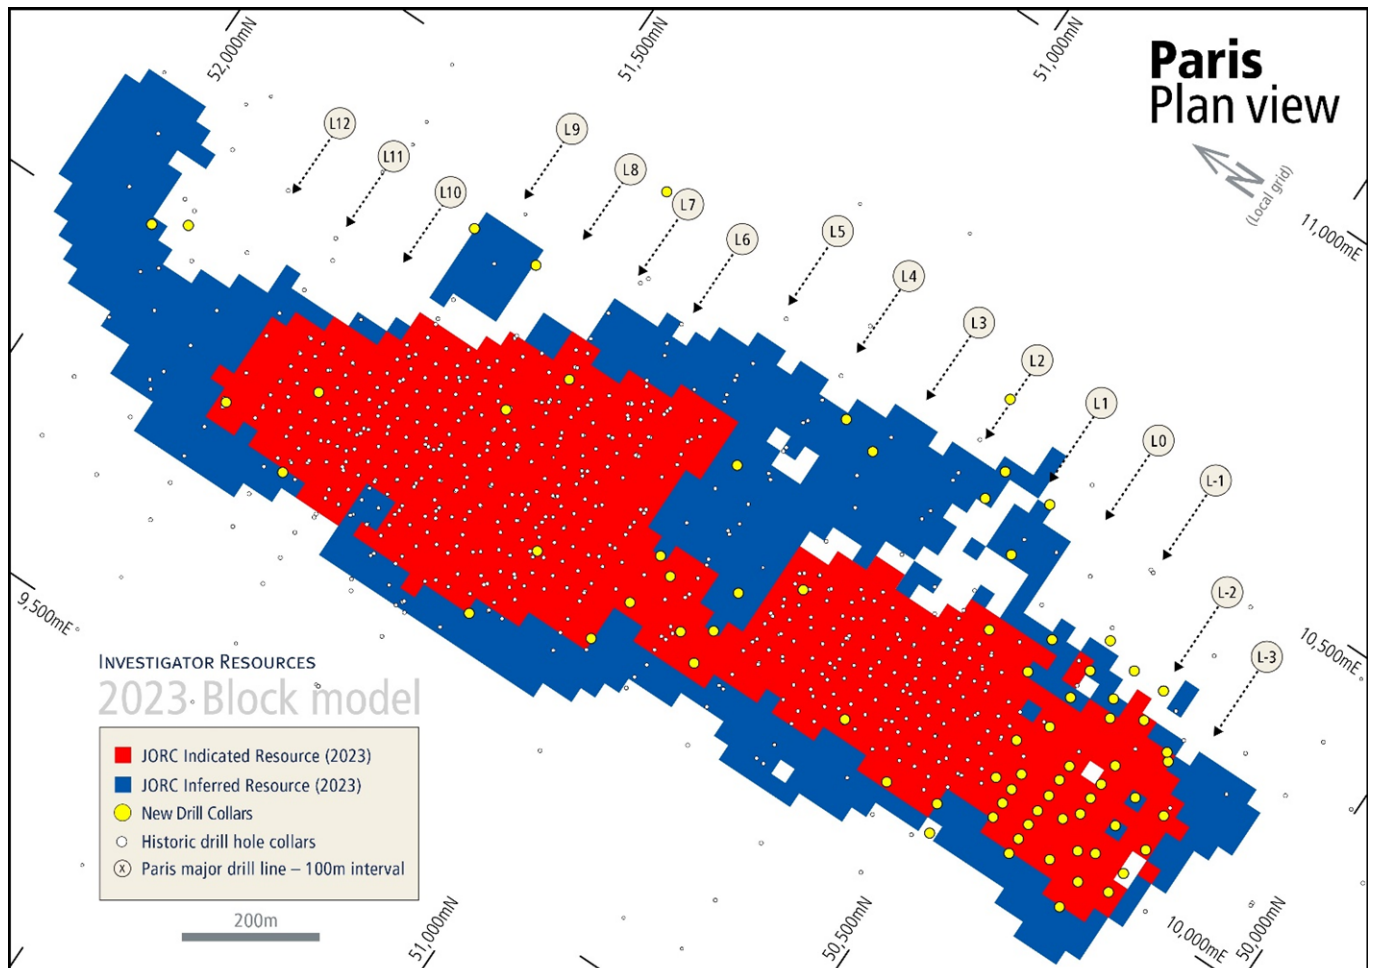 52,000mN
51,500mN
51,000mN
Paris
Plan view
N
(Local grid)
11,000mE
L12
L11
L10
L9
L8
L7
L6
L5
L4
L3
L2
L1
L0
L-1
L-2
L-3
9,500mE
10,500mE
INVESTIGATOR RESOURCES
2023 Block model
JORC Indicated Resource (2023)
JORC Inferred Resource (2023)
New Drill Collars
Historic drill hole collars
X Paris major drill line – 100m interval
200m
51,000mN
50,500mN
10,000mE
50,000mN